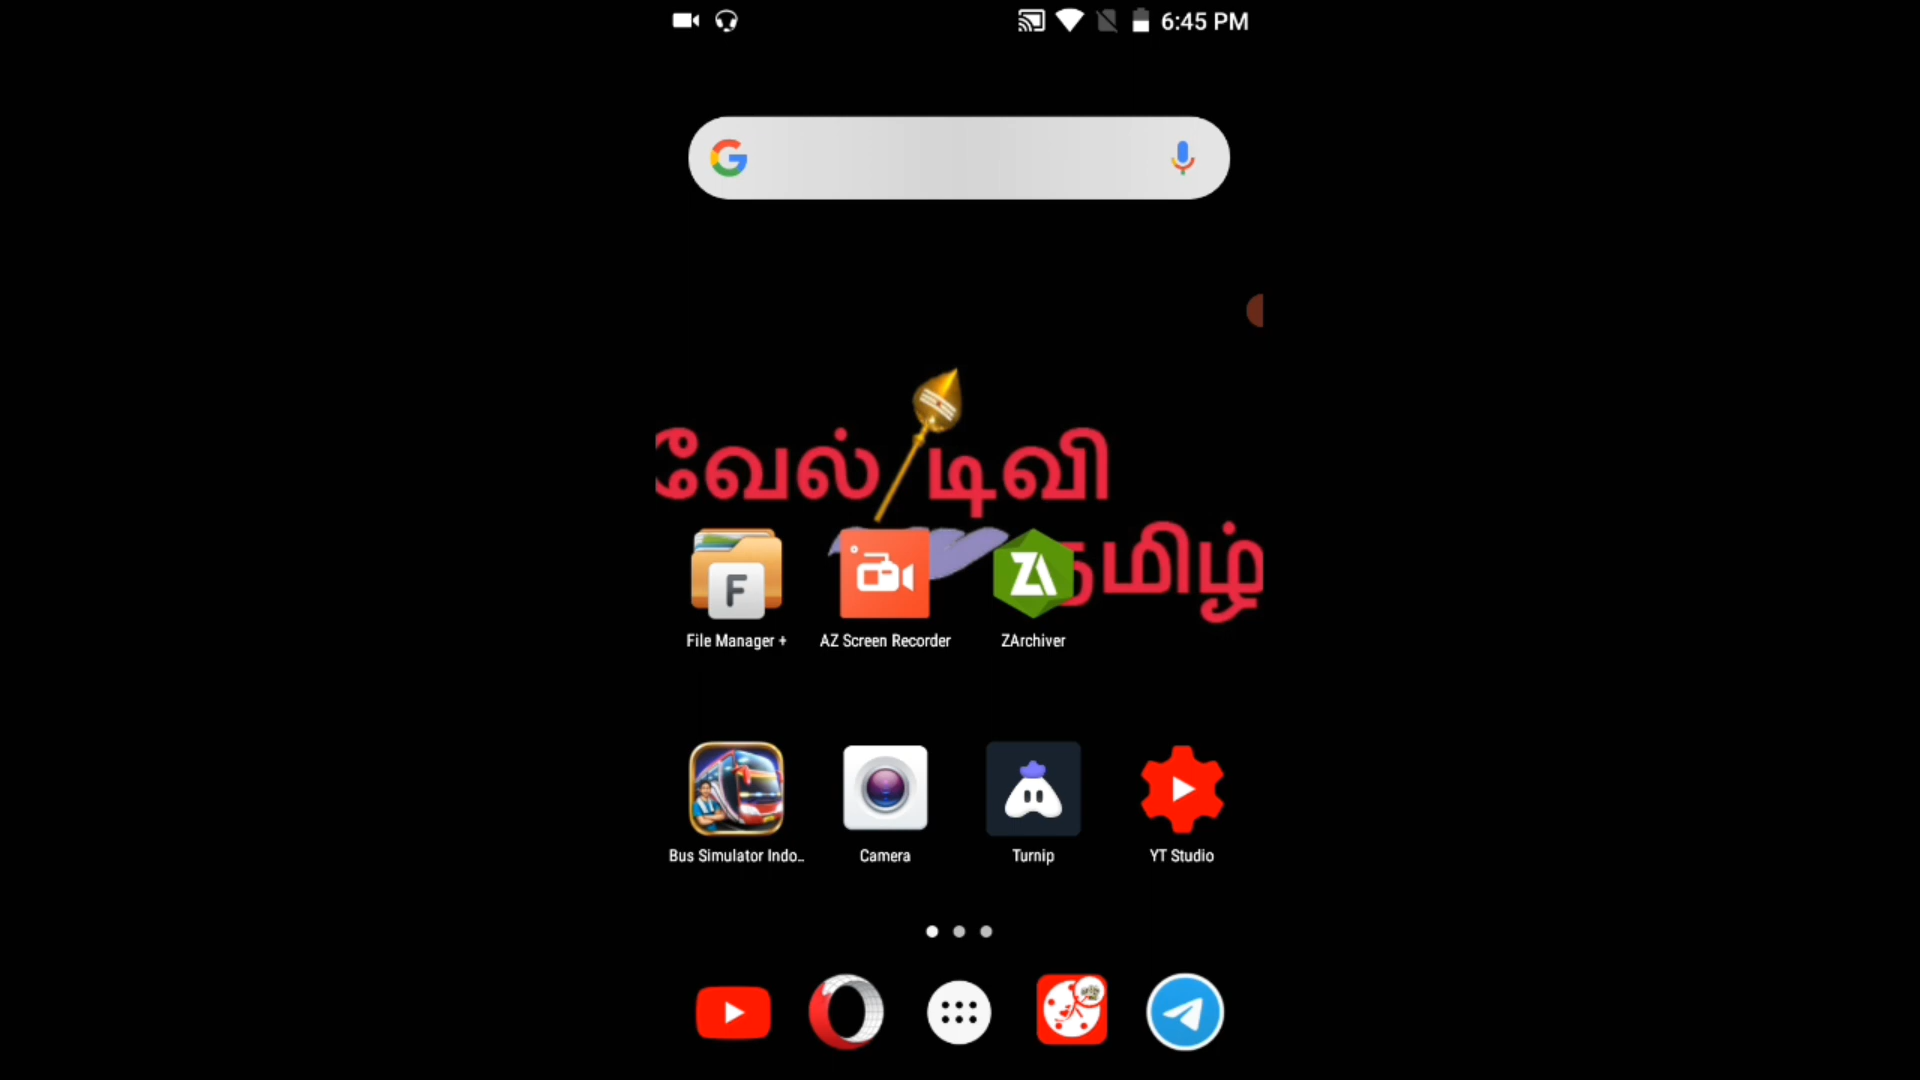 6:45 PM
வேல் டிவி
தமிழ்
File Manager +
AZ Screen Recorder
ZArchiver
Bus Simulator Indo..
Camera
Turnip
YT Studio